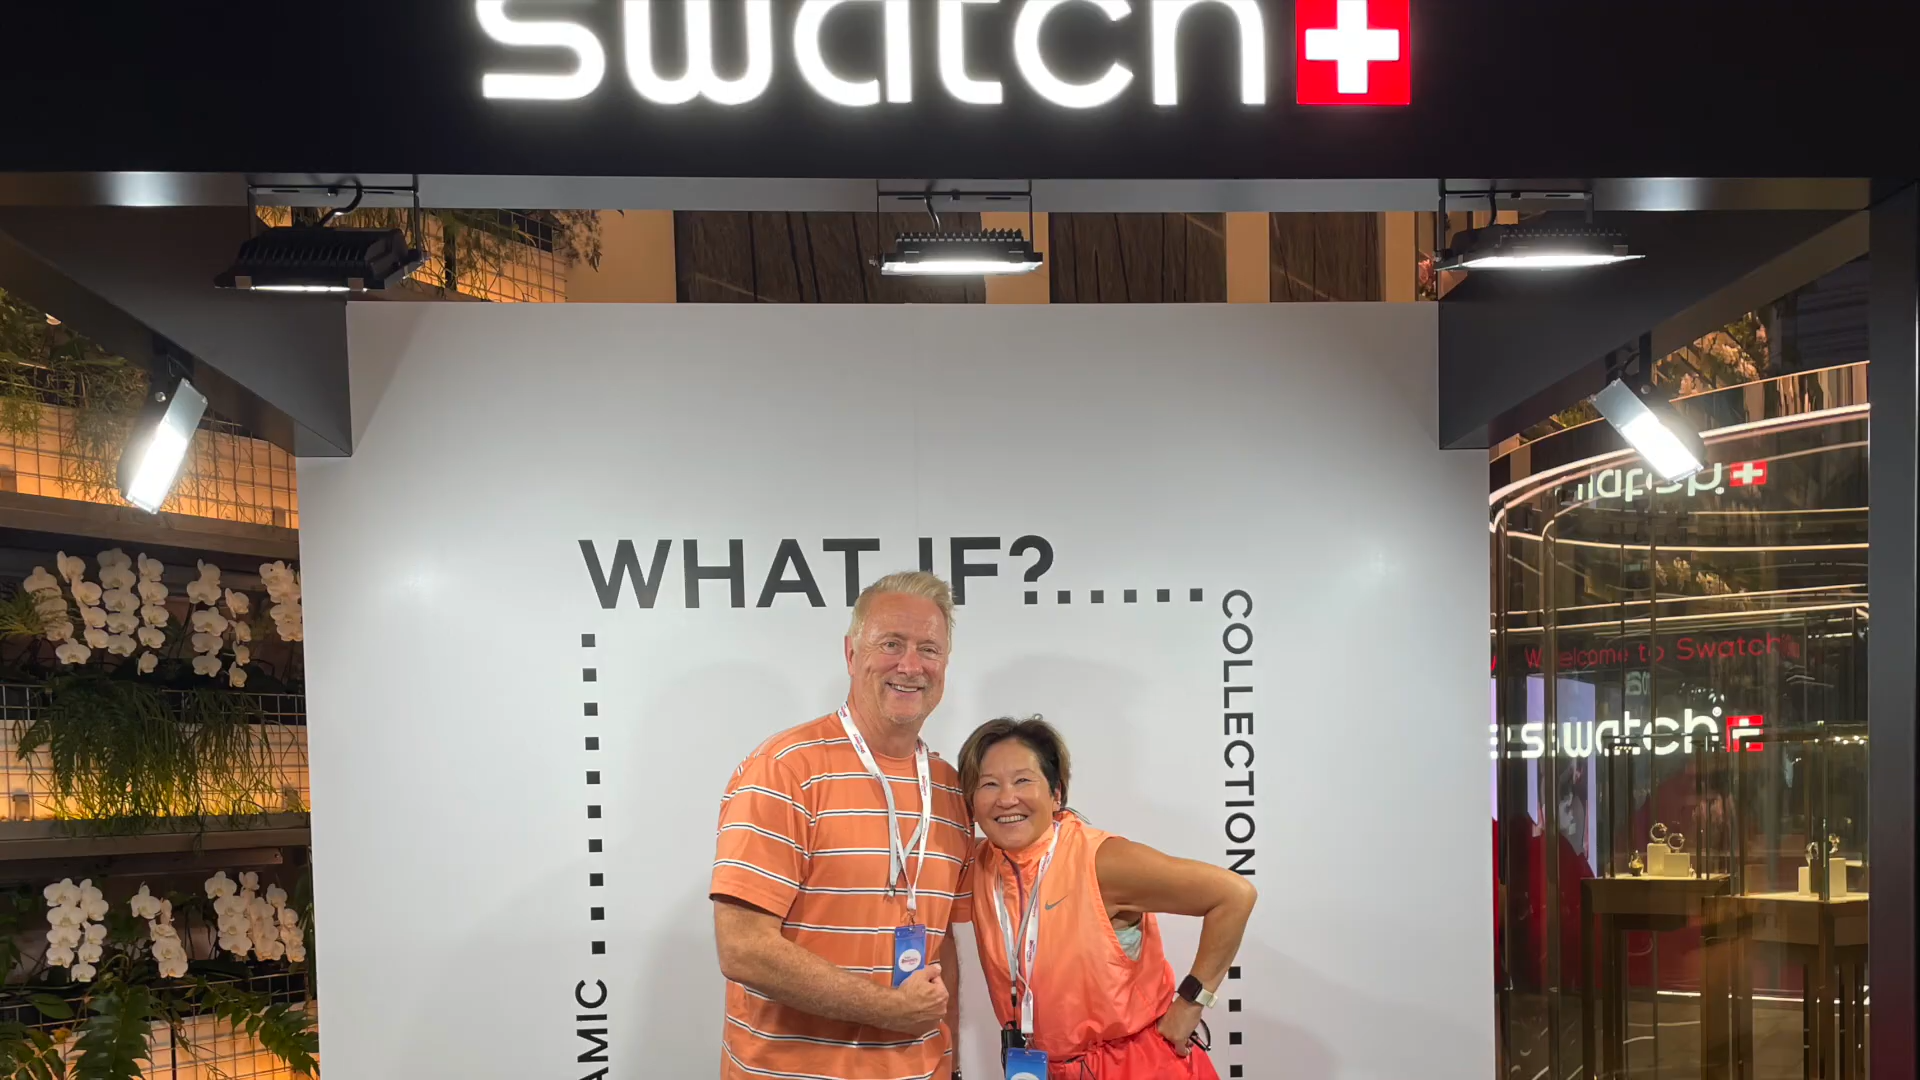 swatch
WHAT IF?.....
COLLECTION
AMIC
Welcome to Swatch
swatch